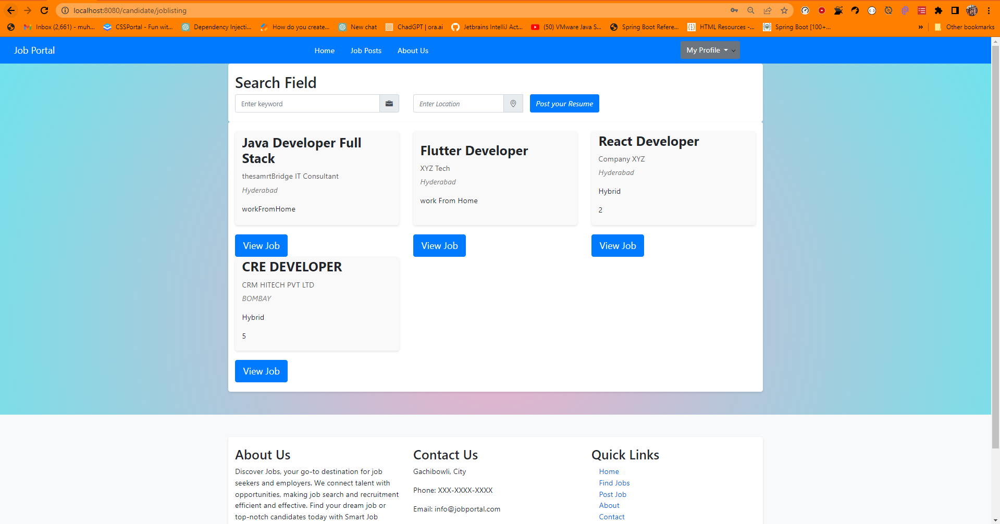 localhost:8080/candidate/joblisting
Inbox (2,661) - muh...
CSSPortal - Fun wit...
Dependency Injecti...
How do you create...
New chat
ChadGPT | ora.ai
Jetbrains IntelliJ Act...
(50) VMware Java S...
Spring Boot Refere...
HTML Resources -...
Spring Boot [100+...
»
Other bookmarks
Job Portal
Home
Job Posts
About Us
My Profile
Search Field
Enter keyword
Enter Location
Post your Resume
Java Developer Full
Stack
thesamrtBridge IT Consultant
Hyderabad
workFromHome
View Job
Flutter Developer
XYZ Tech
Hyderabad
work From Home
View Job
React Developer
Company XYZ
Hyderabad
Hybrid
2
View Job
CRE DEVELOPER
CRM HITECH PVT LTD
BOMBAY
Hybrid
5
View Job
About Us
Discover Jobs, your go-to destination for job
seekers and employers. We connect talent with
opportunities, making job search and recruitment
efficient and effective. Find your dream job or
top-notch candidates today with Smart Job
Contact Us
Gachibowli, City
Phone: XXX-XXXX-XXXX
Email: info@jobportal.com
Quick Links
Home
Find Jobs
Post Job
About
Contact